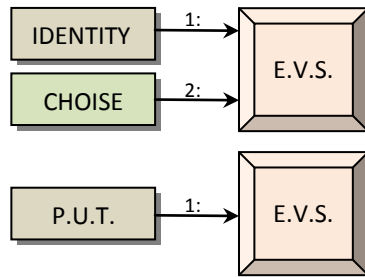 IDENTITY
1:
E.V.S.
CHOISE
2:
P.U.T.
1:
E.V.S.